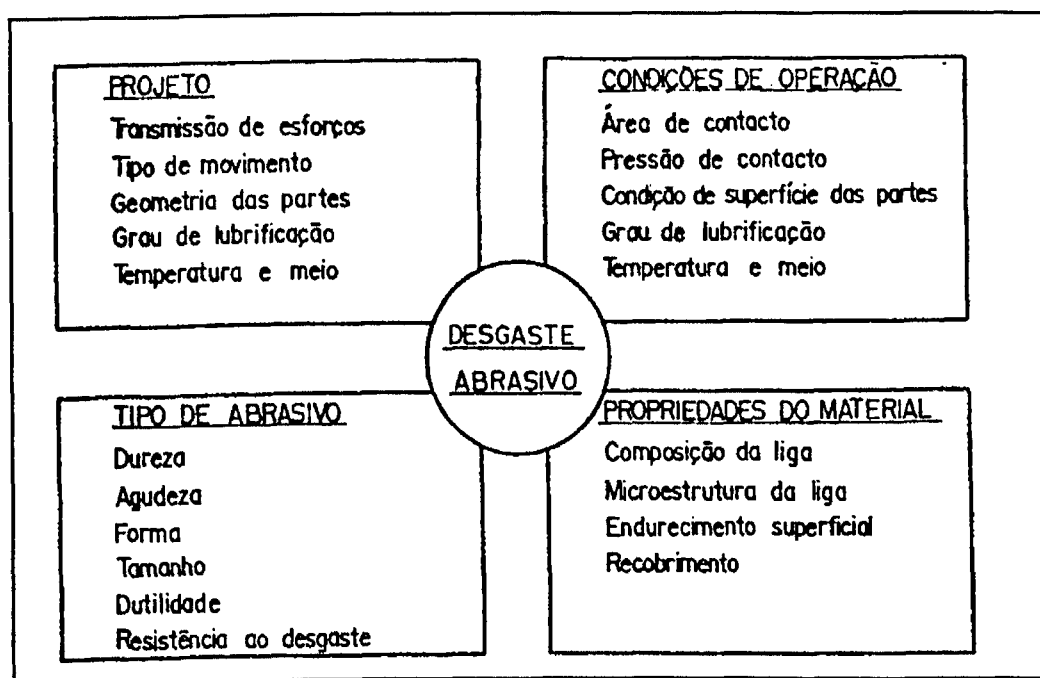 PROJETO
Transmissão de esforços
Tipo de movimento
Geometria das partes
Grau de lubrificação
Temperatura e meio
CONDIÇÕES DE OPERAÇÃO
Área de contacto
Pressão de contacto
Condição de superfície das partes
Grau de lubrificação
Temperatura e meio
DESGASTE
ABRASIVO
TIPO DE ABRASIVO
Dureza
Agudeza
Forma
Tamanho
Dutilidade
Resistência ao desgaste
PROPRIEDADES DO MATERIAL
Composição da liga
Microestrutura da liga
Endurecimento superficial
Recobrimento